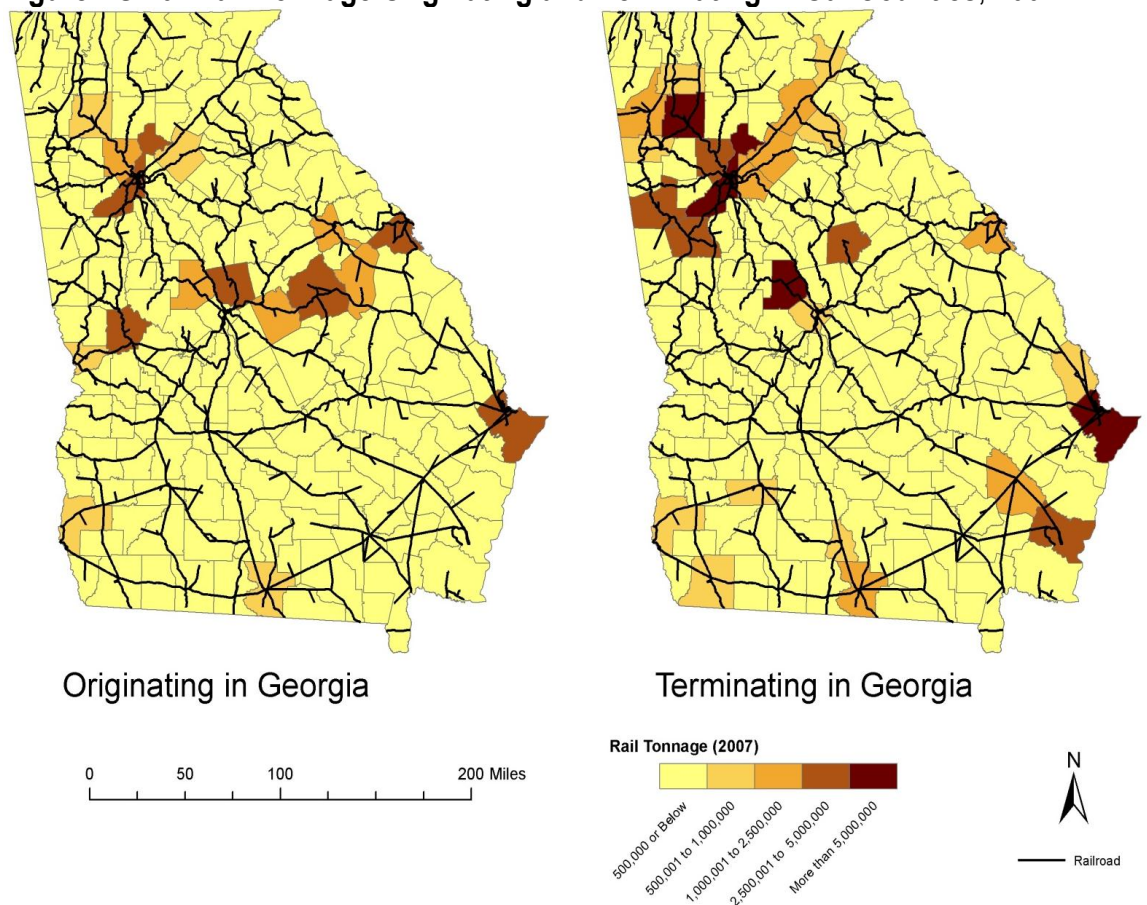 Originating in Georgia
Terminating in Georgia
0 50 100 200 Miles
Rail Tonnage (2007)
500,000 or Below
500,001 to 1,000,000
1,000,001 to 2,500,000
2,500,001 to 5,000,000
More than 5,000,000
N
Railroad